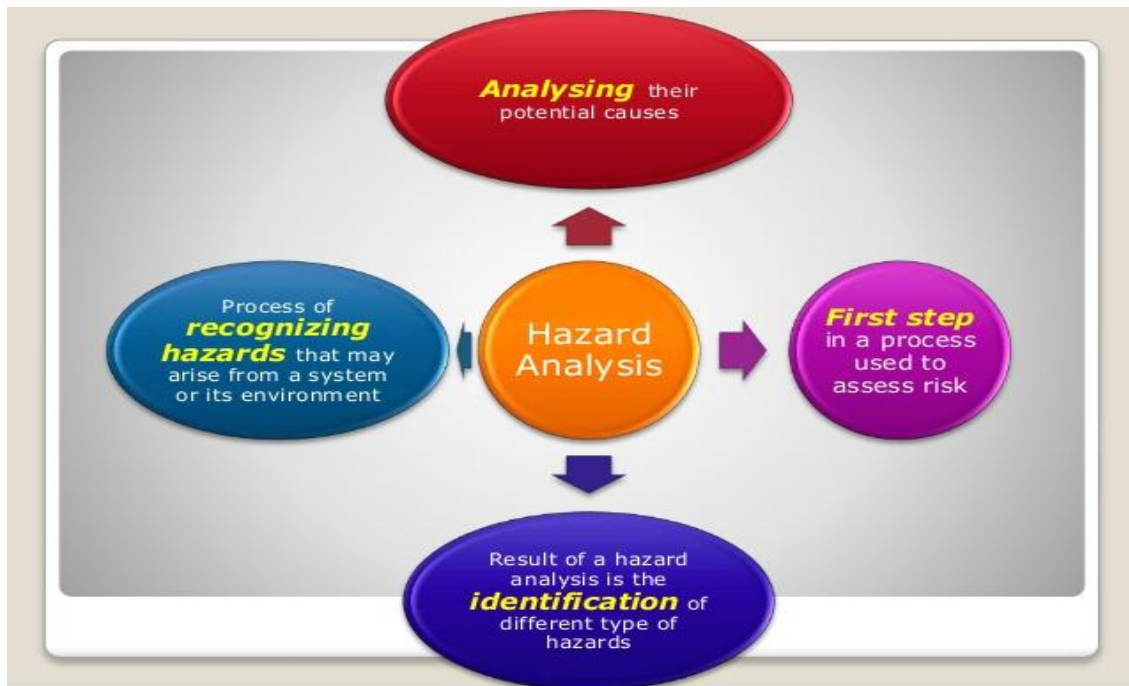 Analysing their
potential causes
Process of
recognizing
hazards that may
arise from a system
or its environment
Hazard
Analysis
First step
in a process
used to
assess risk
Result of a hazard
analysis is the
identification of
different type of
hazards